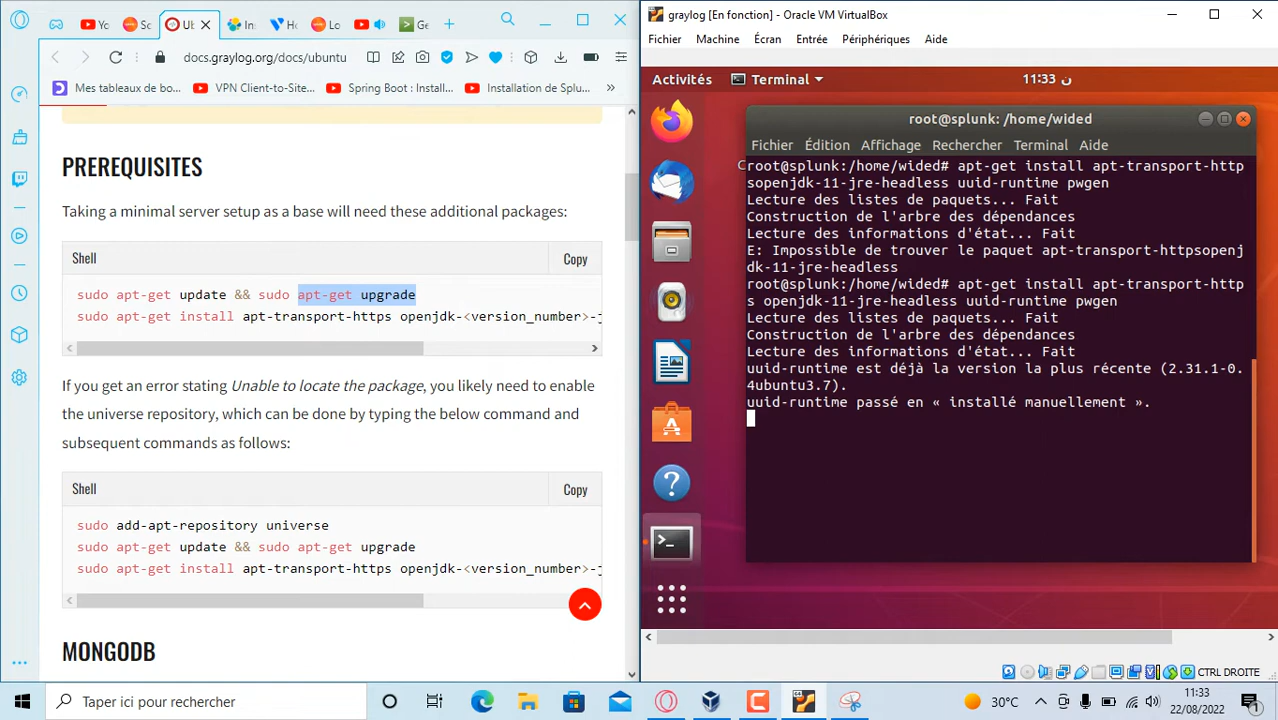 Yo
Sc
Ub
In
Ho
Lo
Ge
docs.graylog.org/docs/ubuntu
Mes tableaux de bo...
VPN Client-to-Site...
Spring Boot : Install...
Installation de Splu...
»
PREREQUISITES
Taking a minimal server setup as a base will need these additional packages:
Shell
Copy
sudo apt-get update && sudo apt-get upgrade
sudo apt-get install apt-transport-https openjdk-<version_number>-j
If you get an error stating Unable to locate the package, you likely need to enable
the universe repository, which can be done by typing the below command and
subsequent commands as follows:
Shell
Copy
sudo add-apt-repository universe
sudo apt-get update && sudo apt-get upgrade
sudo apt-get install apt-transport-https openjdk-<version_number>-j
MONGODB
graylog [En fonction] - Oracle VM VirtualBox
Fichier Machine Écran Entrée Périphériques Aide
Activités
Terminal
11:33 ن
root@splunk: /home/wided
Fichier Édition Affichage Rechercher Terminal Aide
root@splunk:/home/wided# apt-get install apt-transport-http
sopenjdk-11-jre-headless uuid-runtime pwgen
Lecture des listes de paquets... Fait
Construction de l'arbre des dépendances
Lecture des informations d'état... Fait
E: Impossible de trouver le paquet apt-transport-httpsopenj
dk-11-jre-headless
root@splunk:/home/wided# apt-get install apt-transport-http
s openjdk-11-jre-headless uuid-runtime pwgen
Lecture des listes de paquets... Fait
Construction de l'arbre des dépendances
Lecture des informations d'état... Fait
uuid-runtime est déjà la version la plus récente (2.31.1-0.
4ubuntu3.7).
uuid-runtime passé en « installé manuellement ».
CTRL DROITE
Taper ici pour rechercher
30°C
11:33
22/08/2022